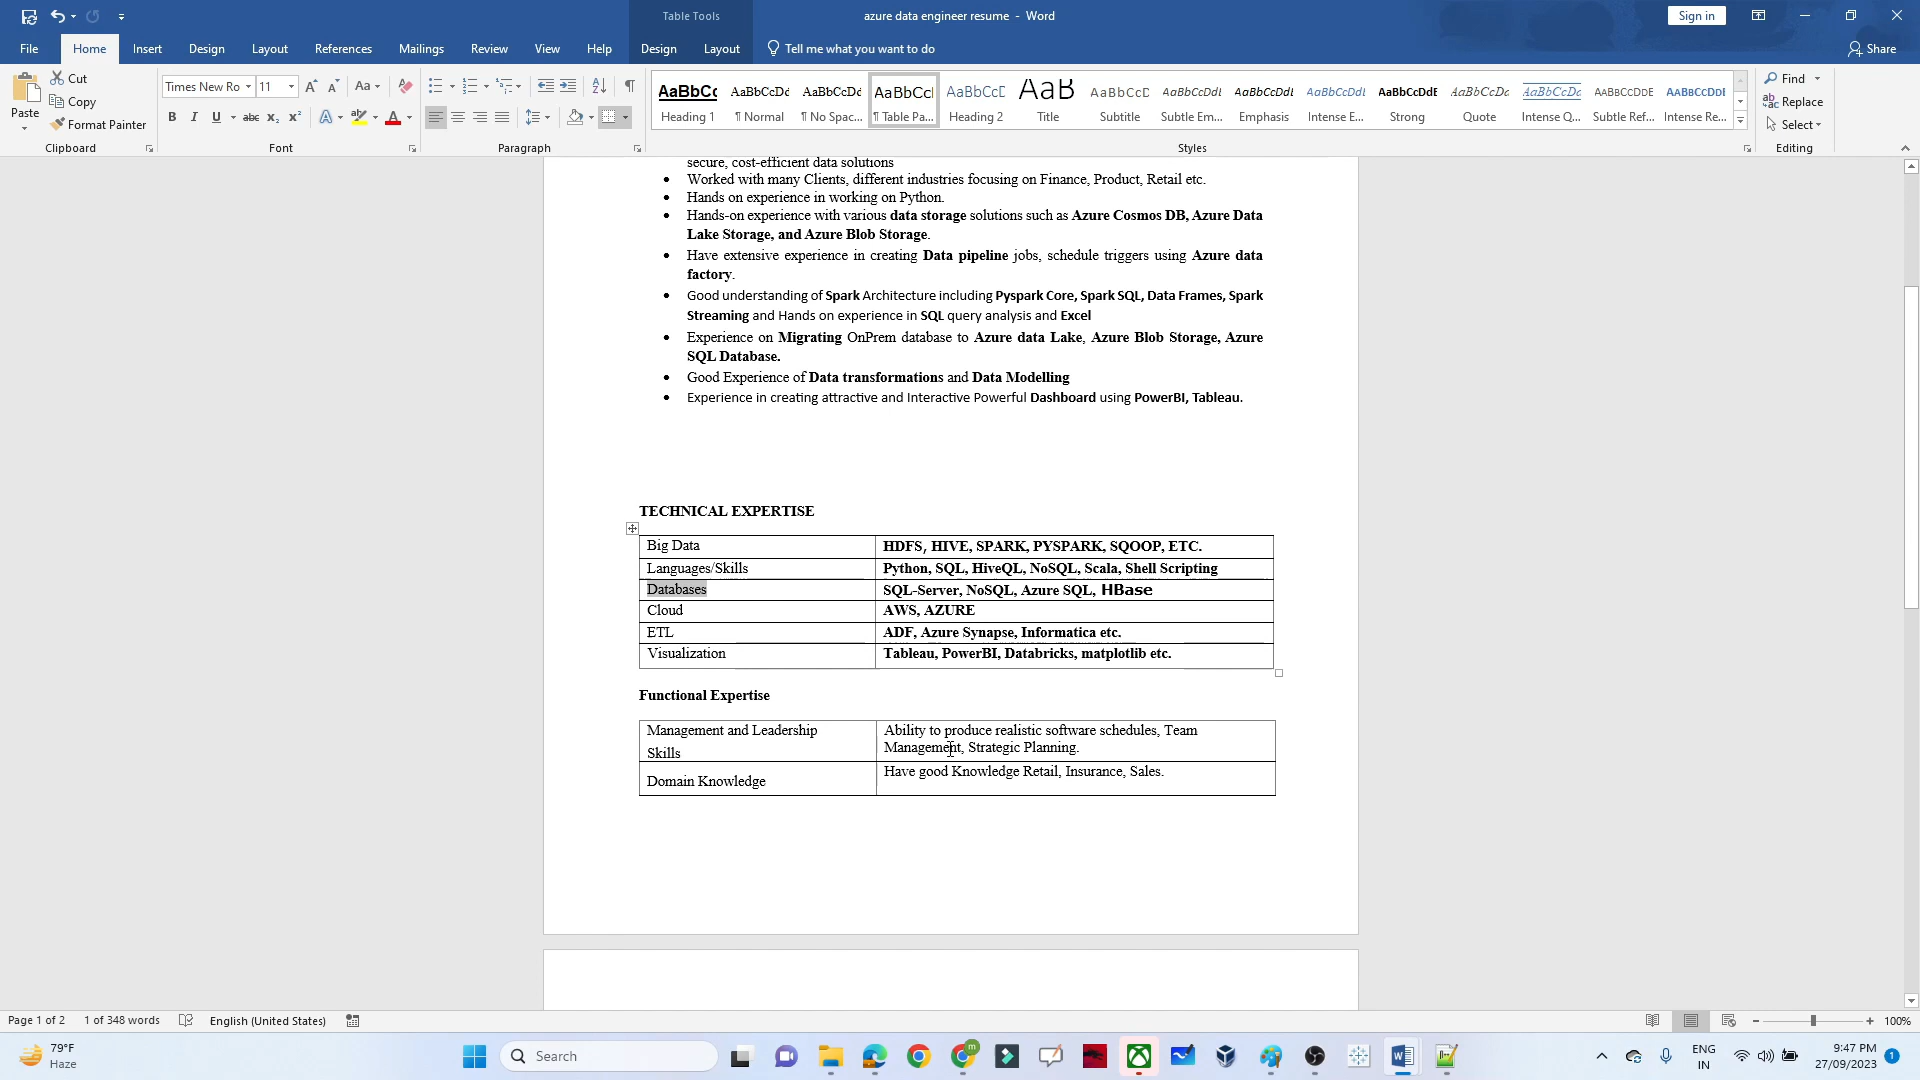 azure data engineer resume - Word
Table Tools
Sign in
File
Home
Insert
Design
Layout
References
Mailings
Review
View
Help
Design
Layout
Tell me what you want to do
Share
Paste
Cut
Copy
Format Painter
Clipboard
Times New Ro
11
Font
Paragraph
AaBbCc
Heading 1
AaBbCcDd
¶ Normal
AaBbCcDd
¶ No Spac...
AaBbCcI
¶ Table Pa...
AaBbCcC
Heading 2
AaB
Title
AaBbCcD
Subtitle
AaBbCcDd
Subtle Em...
AaBbCcDd
Emphasis
AaBbCcDd
Intense E...
AaBbCcDd
Strong
AaBbCcDd
Quote
AaBbCcDd
Intense Q...
AABBCCDDE
Subtle Ref...
AABBCCDDE
Intense Re...
Styles
Find
Replace
Select
Editing
secure, cost-efficient data solutions
• Worked with many Clients, different industries focusing on Finance, Product, Retail etc.
• Hands on experience in working on Python.
• Hands-on experience with various data storage solutions such as Azure Cosmos DB, Azure Data
Lake Storage, and Azure Blob Storage.
• Have extensive experience in creating Data pipeline jobs, schedule triggers using Azure data
factory.
• Good understanding of Spark Architecture including Pyspark Core, Spark SQL, Data Frames, Spark
Streaming and Hands on experience in SQL query analysis and Excel
• Experience on Migrating OnPrem database to Azure data Lake, Azure Blob Storage, Azure
SQL Database.
• Good Experience of Data transformations and Data Modelling
• Experience in creating attractive and Interactive Powerful Dashboard using PowerBI, Tableau.
TECHNICAL EXPERTISE
Big Data
HDFS, HIVE, SPARK, PYSPARK, SQOOP, ETC.
Languages/Skills
Python, SQL, HiveQL, NoSQL, Scala, Shell Scripting
Databases
SQL-Server, NoSQL, Azure SQL, HBase
Cloud
AWS, AZURE
ETL
ADF, Azure Synapse, Informatica etc.
Visualization
Tableau, PowerBI, Databricks, matplotlib etc.
Functional Expertise
Management and Leadership
Skills
Ability to produce realistic software schedules, Team
Management, Strategic Planning.
Domain Knowledge
Have good Knowledge Retail, Insurance, Sales.
Page 1 of 2
1 of 348 words
English (United States)
100%
79°F
Haze
Search
ENG
IN
9:47 PM
27/09/2023
1